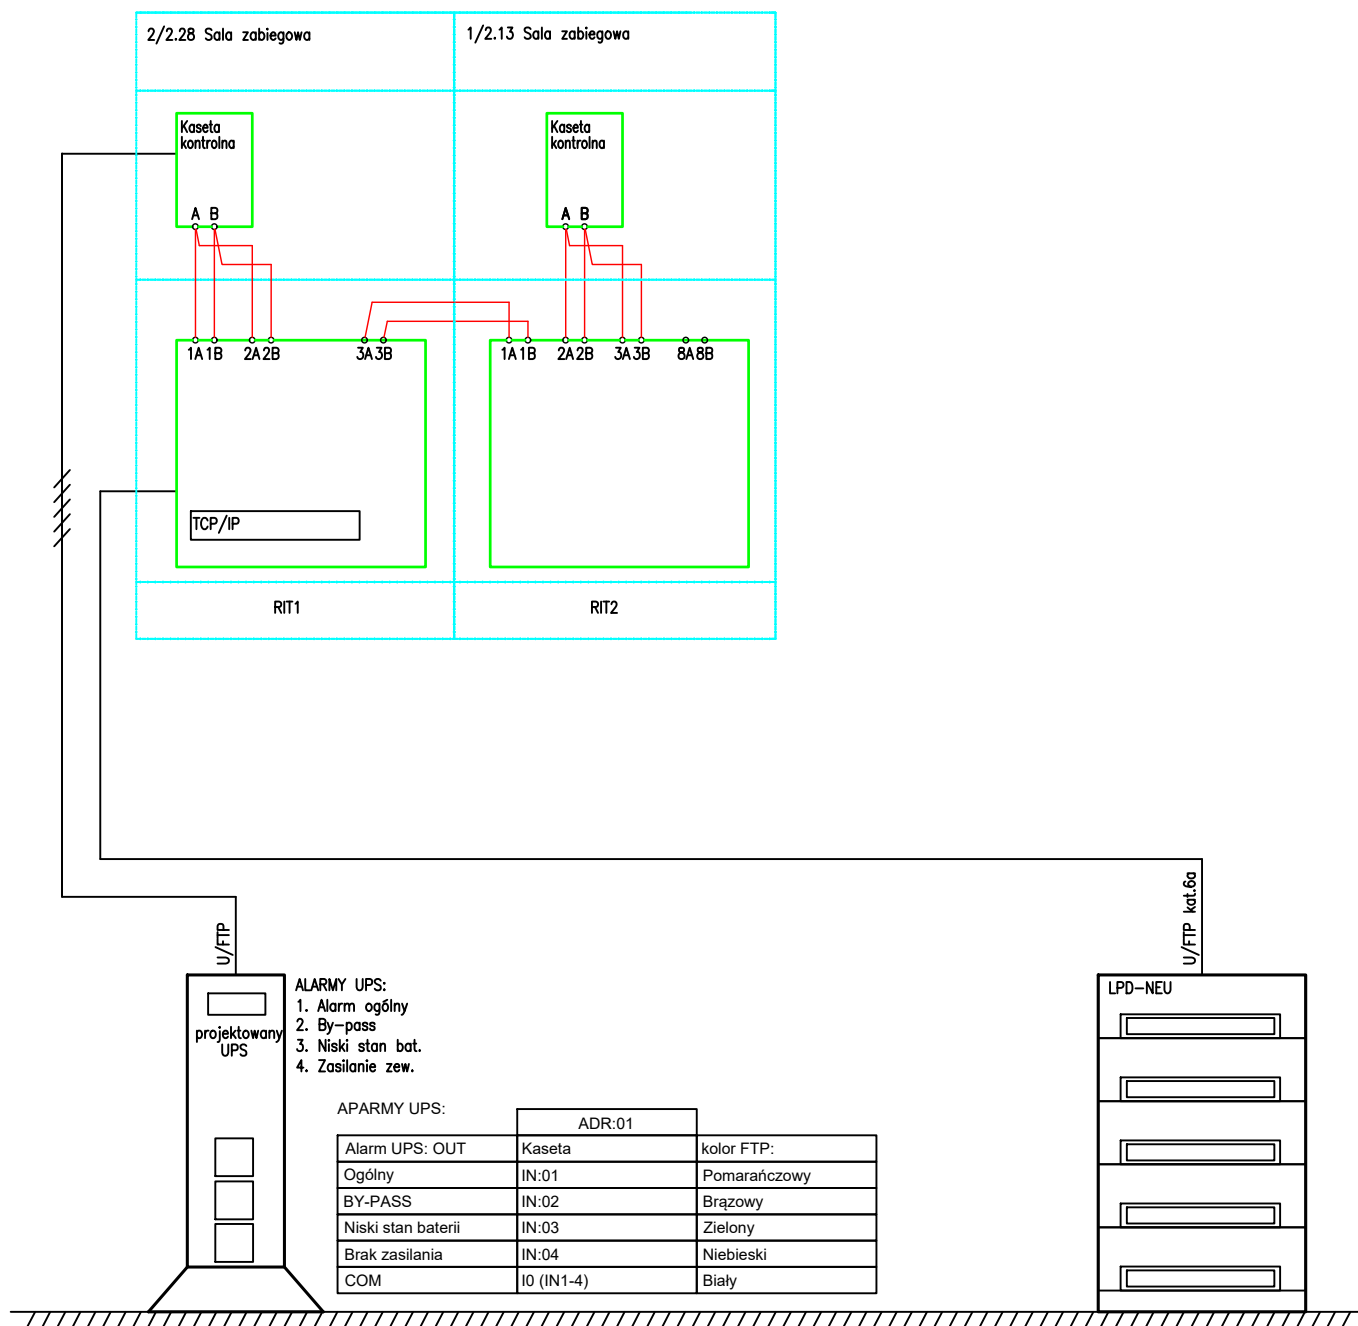 2/2.28 Sala zabiegowa
1/2.13 Sala zabiegowa
Kaseta
kontrolna
A B
Kaseta
kontrolna
A B
1A 1B 2A 2B 3A 3B
1A 1B 2A 2B 3A 3B 8A 8B
TCP/IP
RIT1
RIT2
U/FTP
U/FTP kat.6a
projektowany
UPS
ALARMY UPS:
1. Alarm ogólny
2. By-pass
3. Niski stan bat.
4. Zasilanie zew.
LPD-NEU
APARMY UPS:
ADR:01
Alarm UPS: OUT Kaseta kolor FTP:
Ogólny IN:01 Pomarańczowy
BY-PASS IN:02 Brązowy
Niski stan baterii IN:03 Zielony
Brak zasilania IN:04 Niebieski
COM I0 (IN1-4) Biały